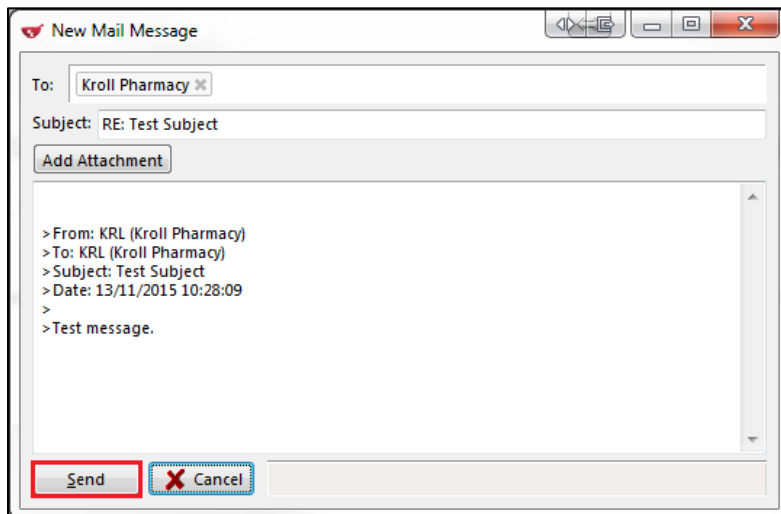 New Mail Message
To: Kroll Pharmacy
Subject: RE: Test Subject
Add Attachment
>From: KRL (Kroll Pharmacy)
>To: KRL (Kroll Pharmacy)
>Subject: Test Subject
>Date: 13/11/2015 10:28:09
>
>Test message.
Send Cancel